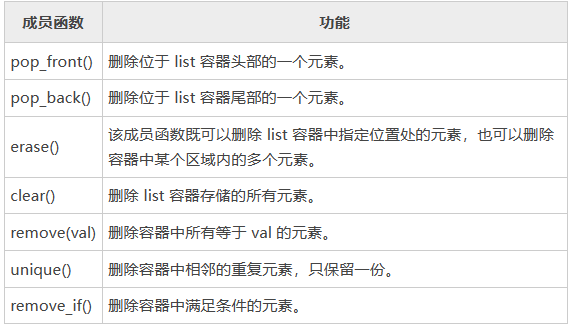 成员函数 功能
pop_front() 删除位于 list 容器头部的一个元素。
pop_back() 删除位于 list 容器尾部的一个元素。
erase() 该成员函数既可以删除 list 容器中指定位置处的元素，也可以删除
容器中某个区域内的多个元素。
clear() 删除 list 容器存储的所有元素。
remove(val) 删除容器中所有等于 val 的元素。
unique() 删除容器中相邻的重复元素，只保留一份。
remove_if() 删除容器中满足条件的元素。